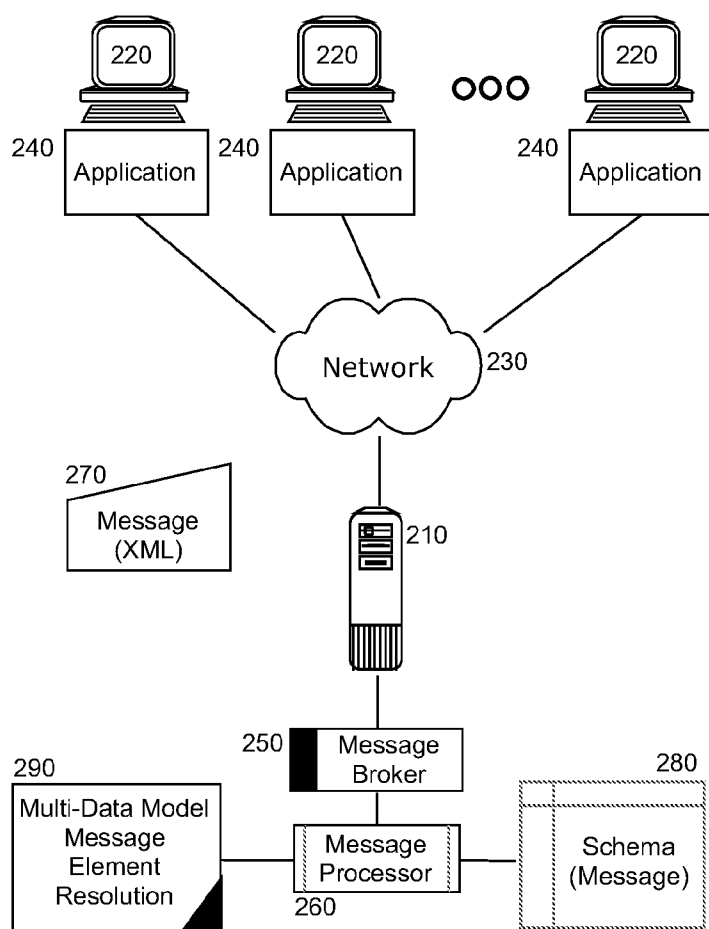 220 220 220
240 240 240
Application Application Application
Network 230
270
Message
(XML)
210
250 Message
Broker
290
Multi-Data Model
Message
Element
Resolution
Message
Processor
260
280
Schema
(Message)